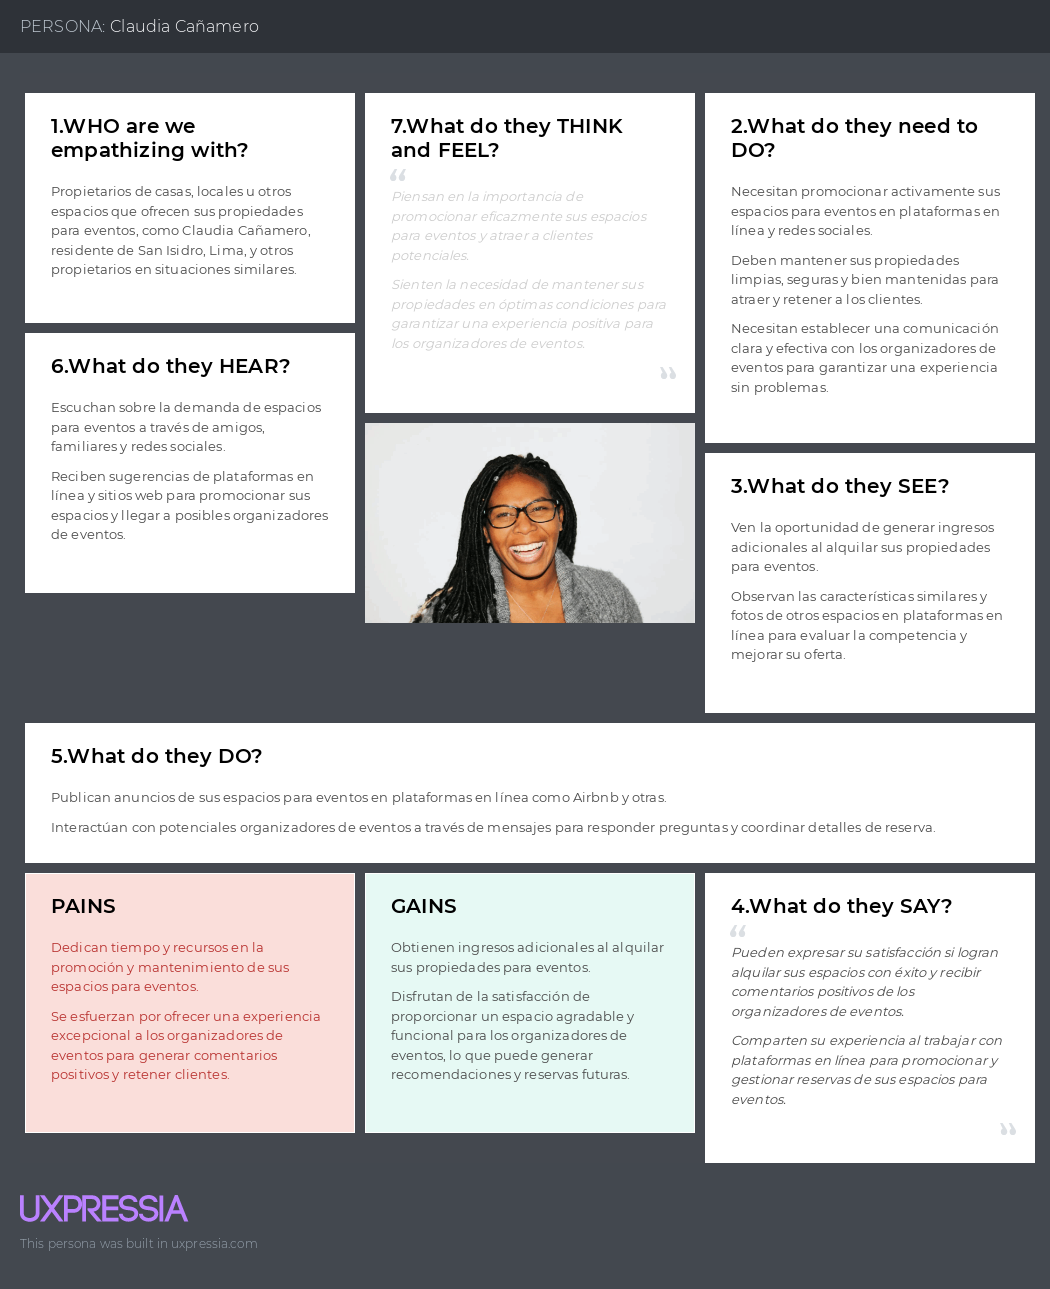 PERSONA: Claudia Cañamero
1.WHO are we
empathizing with?
Propietarios de casas, locales u otros
espacios que ofrecen sus propiedades
para eventos, como Claudia Cañamero,
residente de San Isidro, Lima, y otros
propietarios en situaciones similares.
6.What do they HEAR?
Escuchan sobre la demanda de espacios
para eventos a través de amigos,
familiares y redes sociales.
Reciben sugerencias de plataformas en
línea y sitios web para promocionar sus
espacios y llegar a posibles organizadores
de eventos.
7.What do they THINK
and FEEL?
“
Piensan en la importancia de
promocionar eficazmente sus espacios
para eventos y atraer a clientes
potenciales.
Sienten la necesidad de mantener sus
propiedades en óptimas condiciones para
garantizar una experiencia positiva para
los organizadores de eventos.
”
2.What do they need to
DO?
Necesitan promocionar activamente sus
espacios para eventos en plataformas en
línea y redes sociales.
Deben mantener sus propiedades
limpias, seguras y bien mantenidas para
atraer y retener a los clientes.
Necesitan establecer una comunicación
clara y efectiva con los organizadores de
eventos para garantizar una experiencia
sin problemas.
3.What do they SEE?
Ven la oportunidad de generar ingresos
adicionales al alquilar sus propiedades
para eventos.
Observan las características similares y
fotos de otros espacios en plataformas en
línea para evaluar la competencia y
mejorar su oferta.
5.What do they DO?
Publican anuncios de sus espacios para eventos en plataformas en línea como Airbnb y otras.
Interactúan con potenciales organizadores de eventos a través de mensajes para responder preguntas y coordinar detalles de reserva.
PAINS
Dedican tiempo y recursos en la
promoción y mantenimiento de sus
espacios para eventos.
Se esfuerzan por ofrecer una experiencia
excepcional a los organizadores de
eventos para generar comentarios
positivos y retener clientes.
GAINS
Obtienen ingresos adicionales al alquilar
sus propiedades para eventos.
Disfrutan de la satisfacción de
proporcionar un espacio agradable y
funcional para los organizadores de
eventos, lo que puede generar
recomendaciones y reservas futuras.
4.What do they SAY?
“
Pueden expresar su satisfacción si logran
alquilar sus espacios con éxito y recibir
comentarios positivos de los
organizadores de eventos.
Comparten su experiencia al trabajar con
plataformas en línea para promocionar y
gestionar reservas de sus espacios para
eventos.
”
UXPRESSIA
This persona was built in uxpressia.com